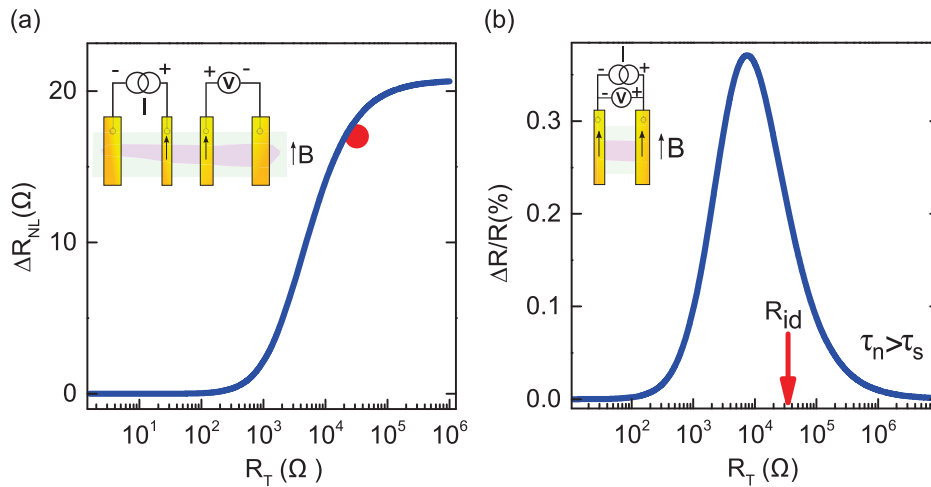 (a)
ΔR_NL(Ω)
20
10
0
- + + -
V
I
B
10^1 10^2 10^3 10^4 10^5 10^6
R_T (Ω )
(b)
ΔR/R(%)
0.3
0.2
0.1
0.0
I
- +
- V +
B
R_id
τ_n>τ_s
10^2 10^3 10^4 10^5 10^6
R_T (Ω)